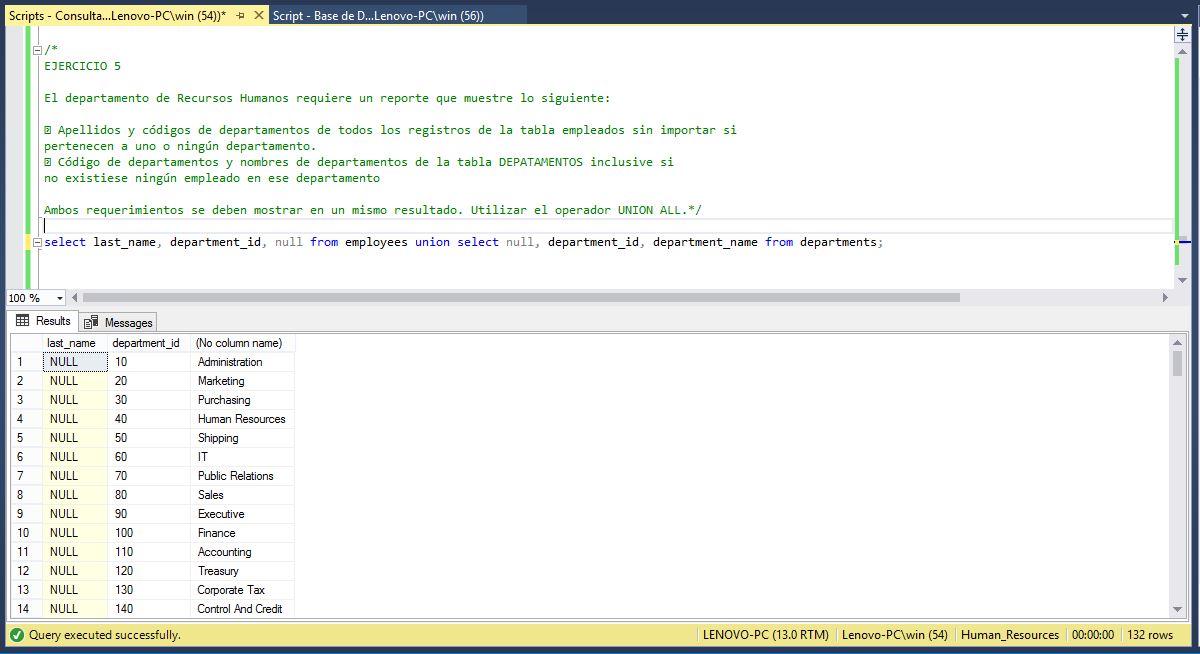 Scripts - Consulta...Lenovo-PC\win (54))* Script - Base de D...Lenovo-PC\win (56))
/*
EJERCICIO 5
El departamento de Recursos Humanos requiere un reporte que muestre lo siguiente:
Apellidos y códigos de departamentos de todos los registros de la tabla empleados sin importar si
pertenecen a uno o ningún departamento.
Código de departamentos y nombres de departamentos de la tabla DEPATAMENTOS inclusive si
no existiese ningún empleado en ese departamento
Ambos requerimientos se deben mostrar en un mismo resultado. Utilizar el operador UNION ALL.*/
select last_name, department_id, null from employees union select null, department_id, department_name from departments;
100 %
Results Messages
last_name department_id (No column name)
1 NULL 10 Administration
2 NULL 20 Marketing
3 NULL 30 Purchasing
4 NULL 40 Human Resources
5 NULL 50 Shipping
6 NULL 60 IT
7 NULL 70 Public Relations
8 NULL 80 Sales
9 NULL 90 Executive
10 NULL 100 Finance
11 NULL 110 Accounting
12 NULL 120 Treasury
13 NULL 130 Corporate Tax
14 NULL 140 Control And Credit
Query executed successfully. LENOVO-PC (13.0 RTM) Lenovo-PC\win (54) Human_Resources 00:00:00 132 rows